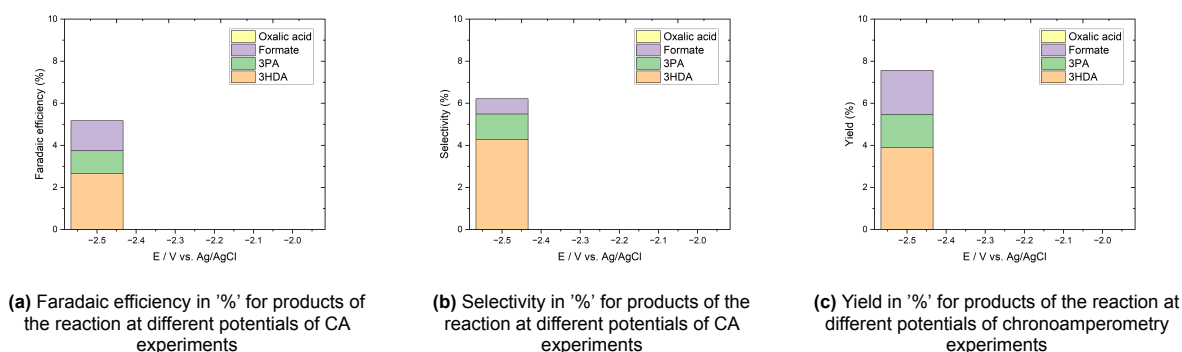 10
8
6
4
2
0
Faradaic efficiency (%)
Oxalic acid
Formate
3PA
3HDA
−2.5 −2.4 −2.3 −2.2 −2.1 −2.0
E / V vs. Ag/AgCl
(a) Faradaic efficiency in ’%’ for products of
the reaction at different potentials of CA
experiments
10
8
6
4
2
0
Selectivity (%)
Oxalic acid
Formate
3PA
3HDA
−2.5 −2.4 −2.3 −2.2 −2.1 −2.0
E / V vs. Ag/AgCl
(b) Selectivity in ’%’ for products of the
reaction at different potentials of CA
experiments
10
8
6
4
2
0
Yield (%)
Oxalic acid
Formate
3PA
3HDA
−2.5 −2.4 −2.3 −2.2 −2.1 −2.0
E / V vs. Ag/AgCl
(c) Yield in ’%’ for products of the reaction at
different potentials of chronoamperometry
experiments